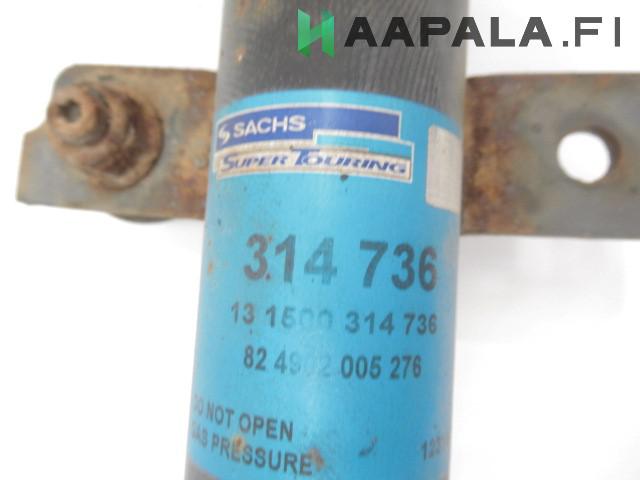 HAAPALA.FI
SACHS
SUPER TOURING
314 736
13 1500 314 736
82 4902 005 276
DO NOT OPEN
GAS PRESSURE